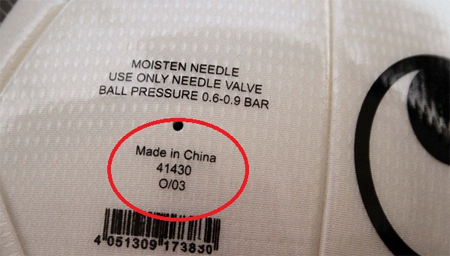 MOISTEN NEEDLE
USE ONLY NEEDLE VALVE
BALL PRESSURE 0.6-0.9 BAR
Made in China
41430
O/03
4 051309 173830